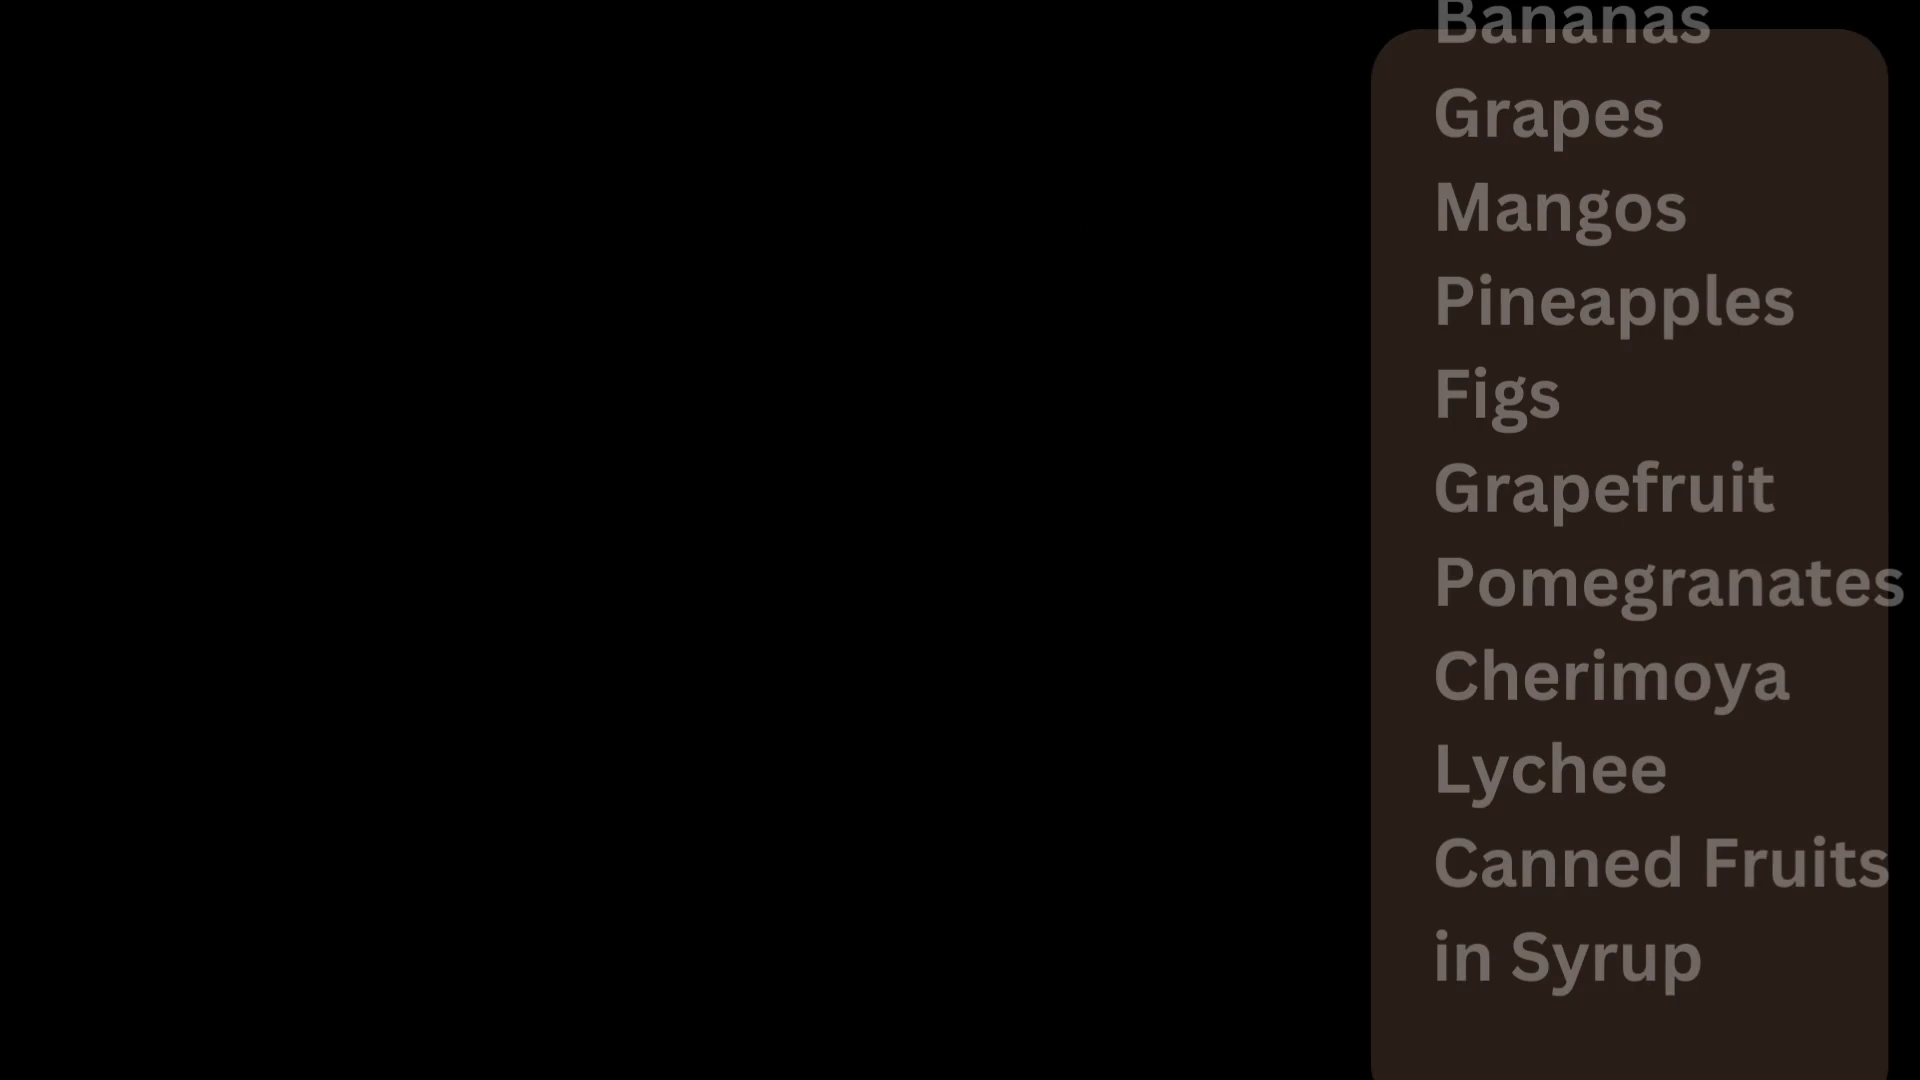 Bananas
Grapes
Mangos
Pineapples
Figs
Grapefruit
Pomegranates
Cherimoya
Lychee
Canned Fruits
in Syrup